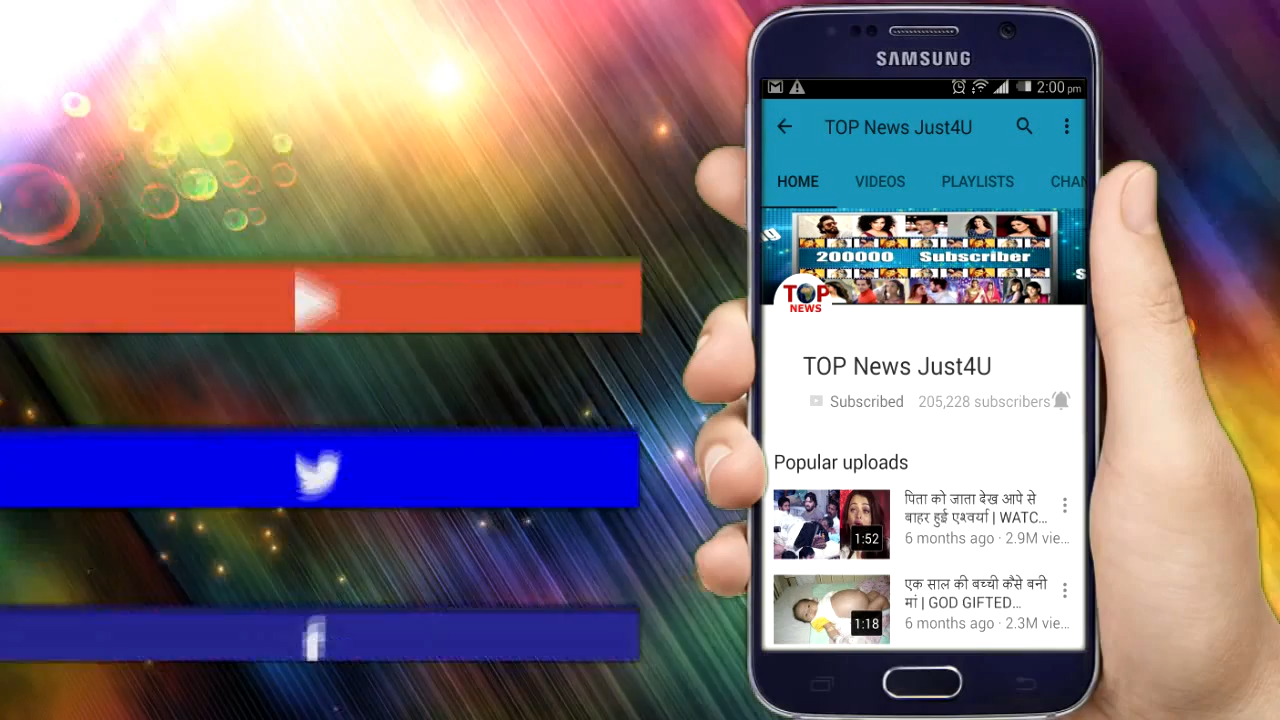 SAMSUNG
2:00 pm
TOP News Just4U
HOME VIDEOS PLAYLISTS CHAN
200000 Subscriber
S
TOP
NEWS
TOP News Just4U
Subscribed 205,228 subscribers
Popular uploads
पिता को जाता देख आपे से
बाहर हुई एश्वर्या | WATC...
1:52
6 months ago · 2.9M vie...
एक साल की बच्ची कैसे बनी
मां | GOD GIFTED...
1:18
6 months ago · 2.3M vie...